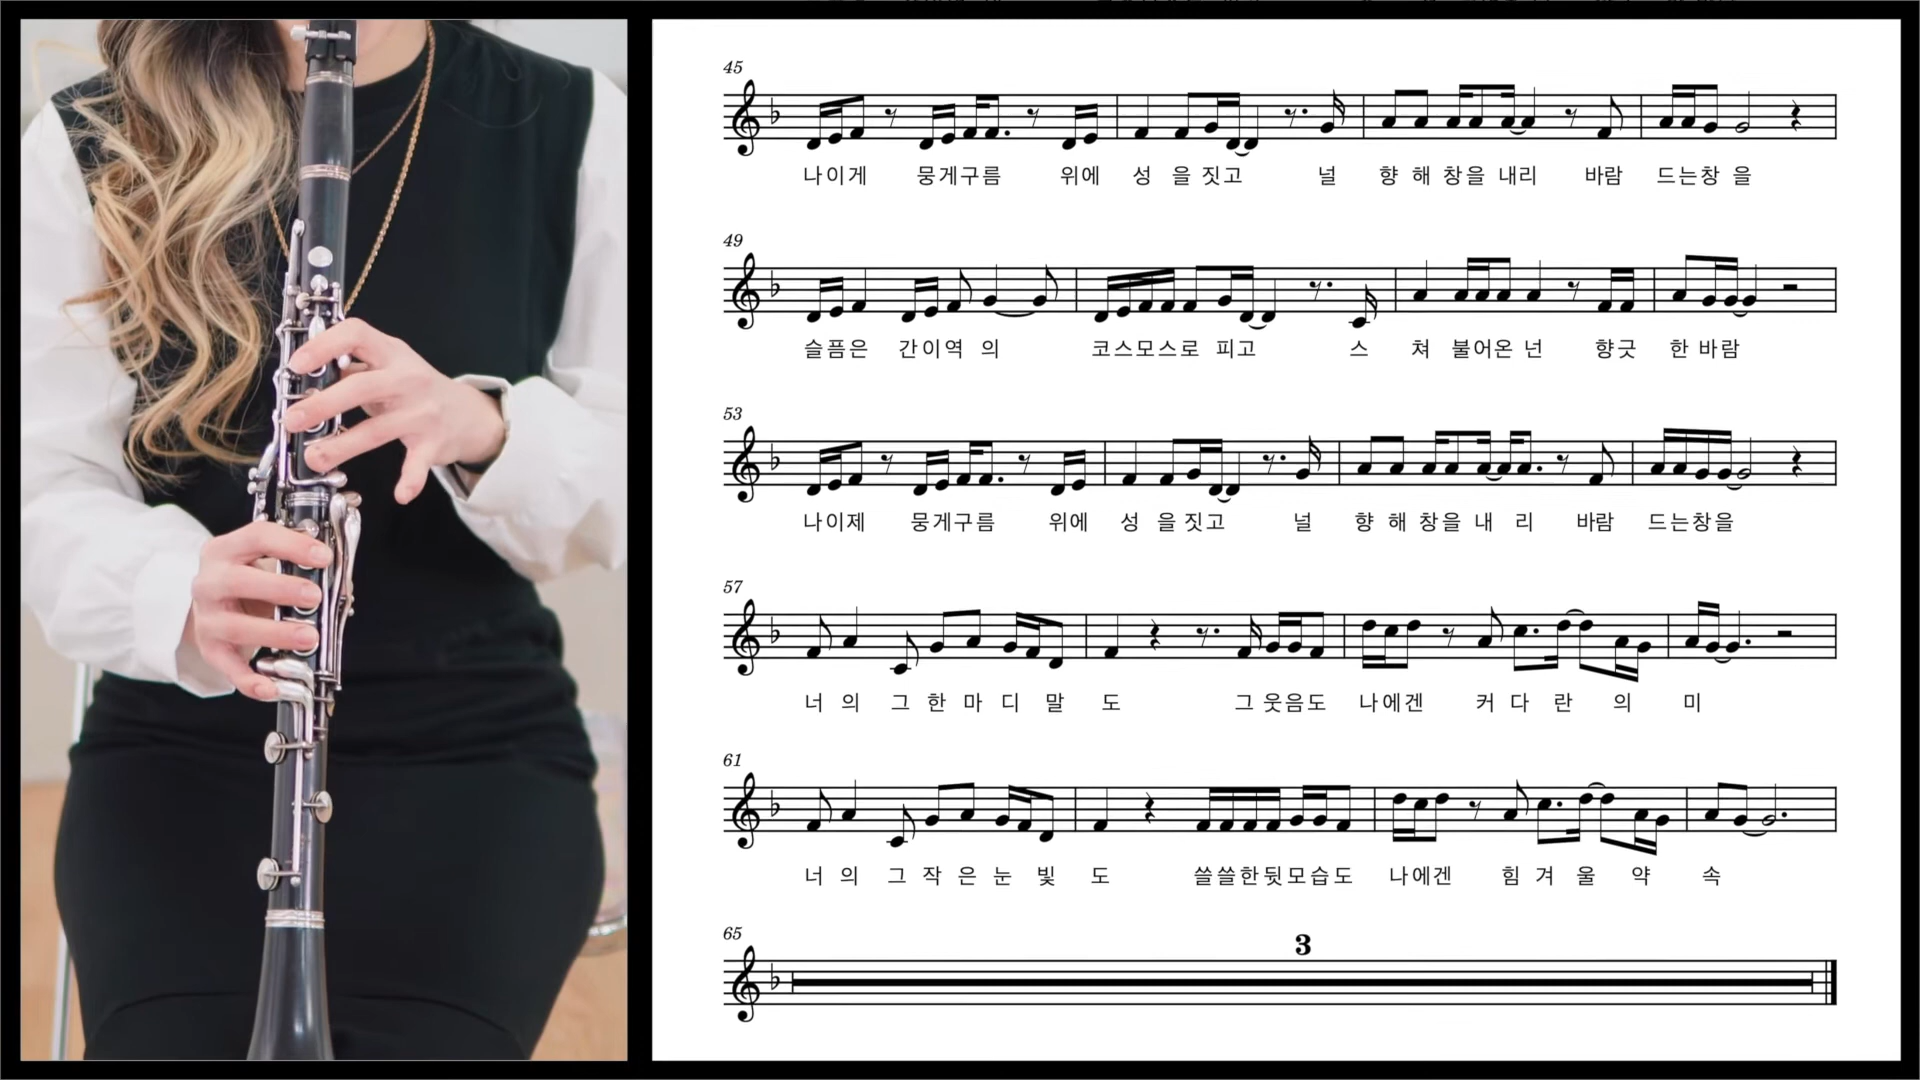 45
나이게 뭉게구름 위에 성 을 짓고 널 향 해 창을 내리 바람 드는창 을
49
슬픔은 간이역 의 코스모스로 피고 스 쳐 불어온 넌 향긋 한 바람
53
나이제 뭉게구름 위에 성 을 짓고 널 향 해 창을 내 리 바람 드는창을
57
너 의 그 한 마 디 말 도 그 웃음도 나에겐 커 다 란 의 미
61
너 의 그 작 은 눈 빛 도 쓸쓸한뒷모습도 나에겐 힘 겨 울 약 속
65
3